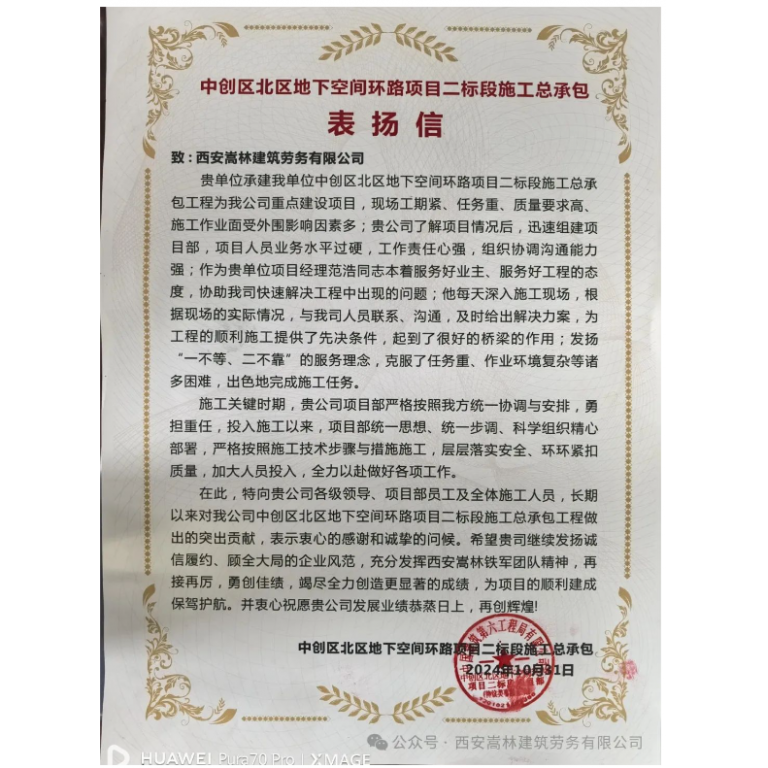 中创区北区地下空间环路项目二标段施工总承包
表扬信
致：西安嵩林建筑劳务有限公司
贵单位承建我单位中创区北区地下空间环路项目二标段施工总承
包工程为我公司重点建设项目，现场工期紧、任务重、质量要求高、
施工作业面受外围影响因素多；贵公司了解项目情况后，迅速组建项
目部，项目人员业务水平过硬，工作责任心强，组织协调沟通能力
强；作为贵单位项目经理范浩同志本着服务好业主、服务好工程的态
度，协助我司快速解决工程中出现的问题；他每天深入施工现场，根
据现场的实际情况，与我司人员联系、沟通，及时给出解决力案，为
工程的顺利施工提供了先决条件，起到了很好的桥梁的作用；发扬
“一不等、二不靠”的服务理念，克服了任务重、作业环境复杂等诸
多困难，出色地完成施工任务。
施工关键时期，贵公司项目部严格按照我方统一协调与安排，勇
担重任，投入施工以来，项目部统一思想、统一步调、科学组织精心
部署，严格按照施工技术步骤与措施施工，层层落实安全、环环紧扣
质量，加大人员投入，全力以赴做好各项工作。
在此，特向贵公司各级领导、项目部员工及全体施工人员，长期
以来对我公司中创区北区地下空间环路项目二标段施工总承包工程做
出的突出贡献，表示衷心的感谢和诚挚的问候。希望贵司继续发扬诚
信履约、顾全大局的企业风范，充分发挥西安嵩林铁军团队精神，再
接再厉，勇创佳绩，竭尽全力创造更显著的成绩，为项目的顺利建成
保驾护航。并衷心祝愿贵公司发展业绩恭蒸日上，再创辉煌！
中创区北区地下空间环路项目二标段施工总承包
2024年10月31日
公众号·西安嵩林建筑劳务有限公司
HUAWEI Pura70 Pro | XMAGE